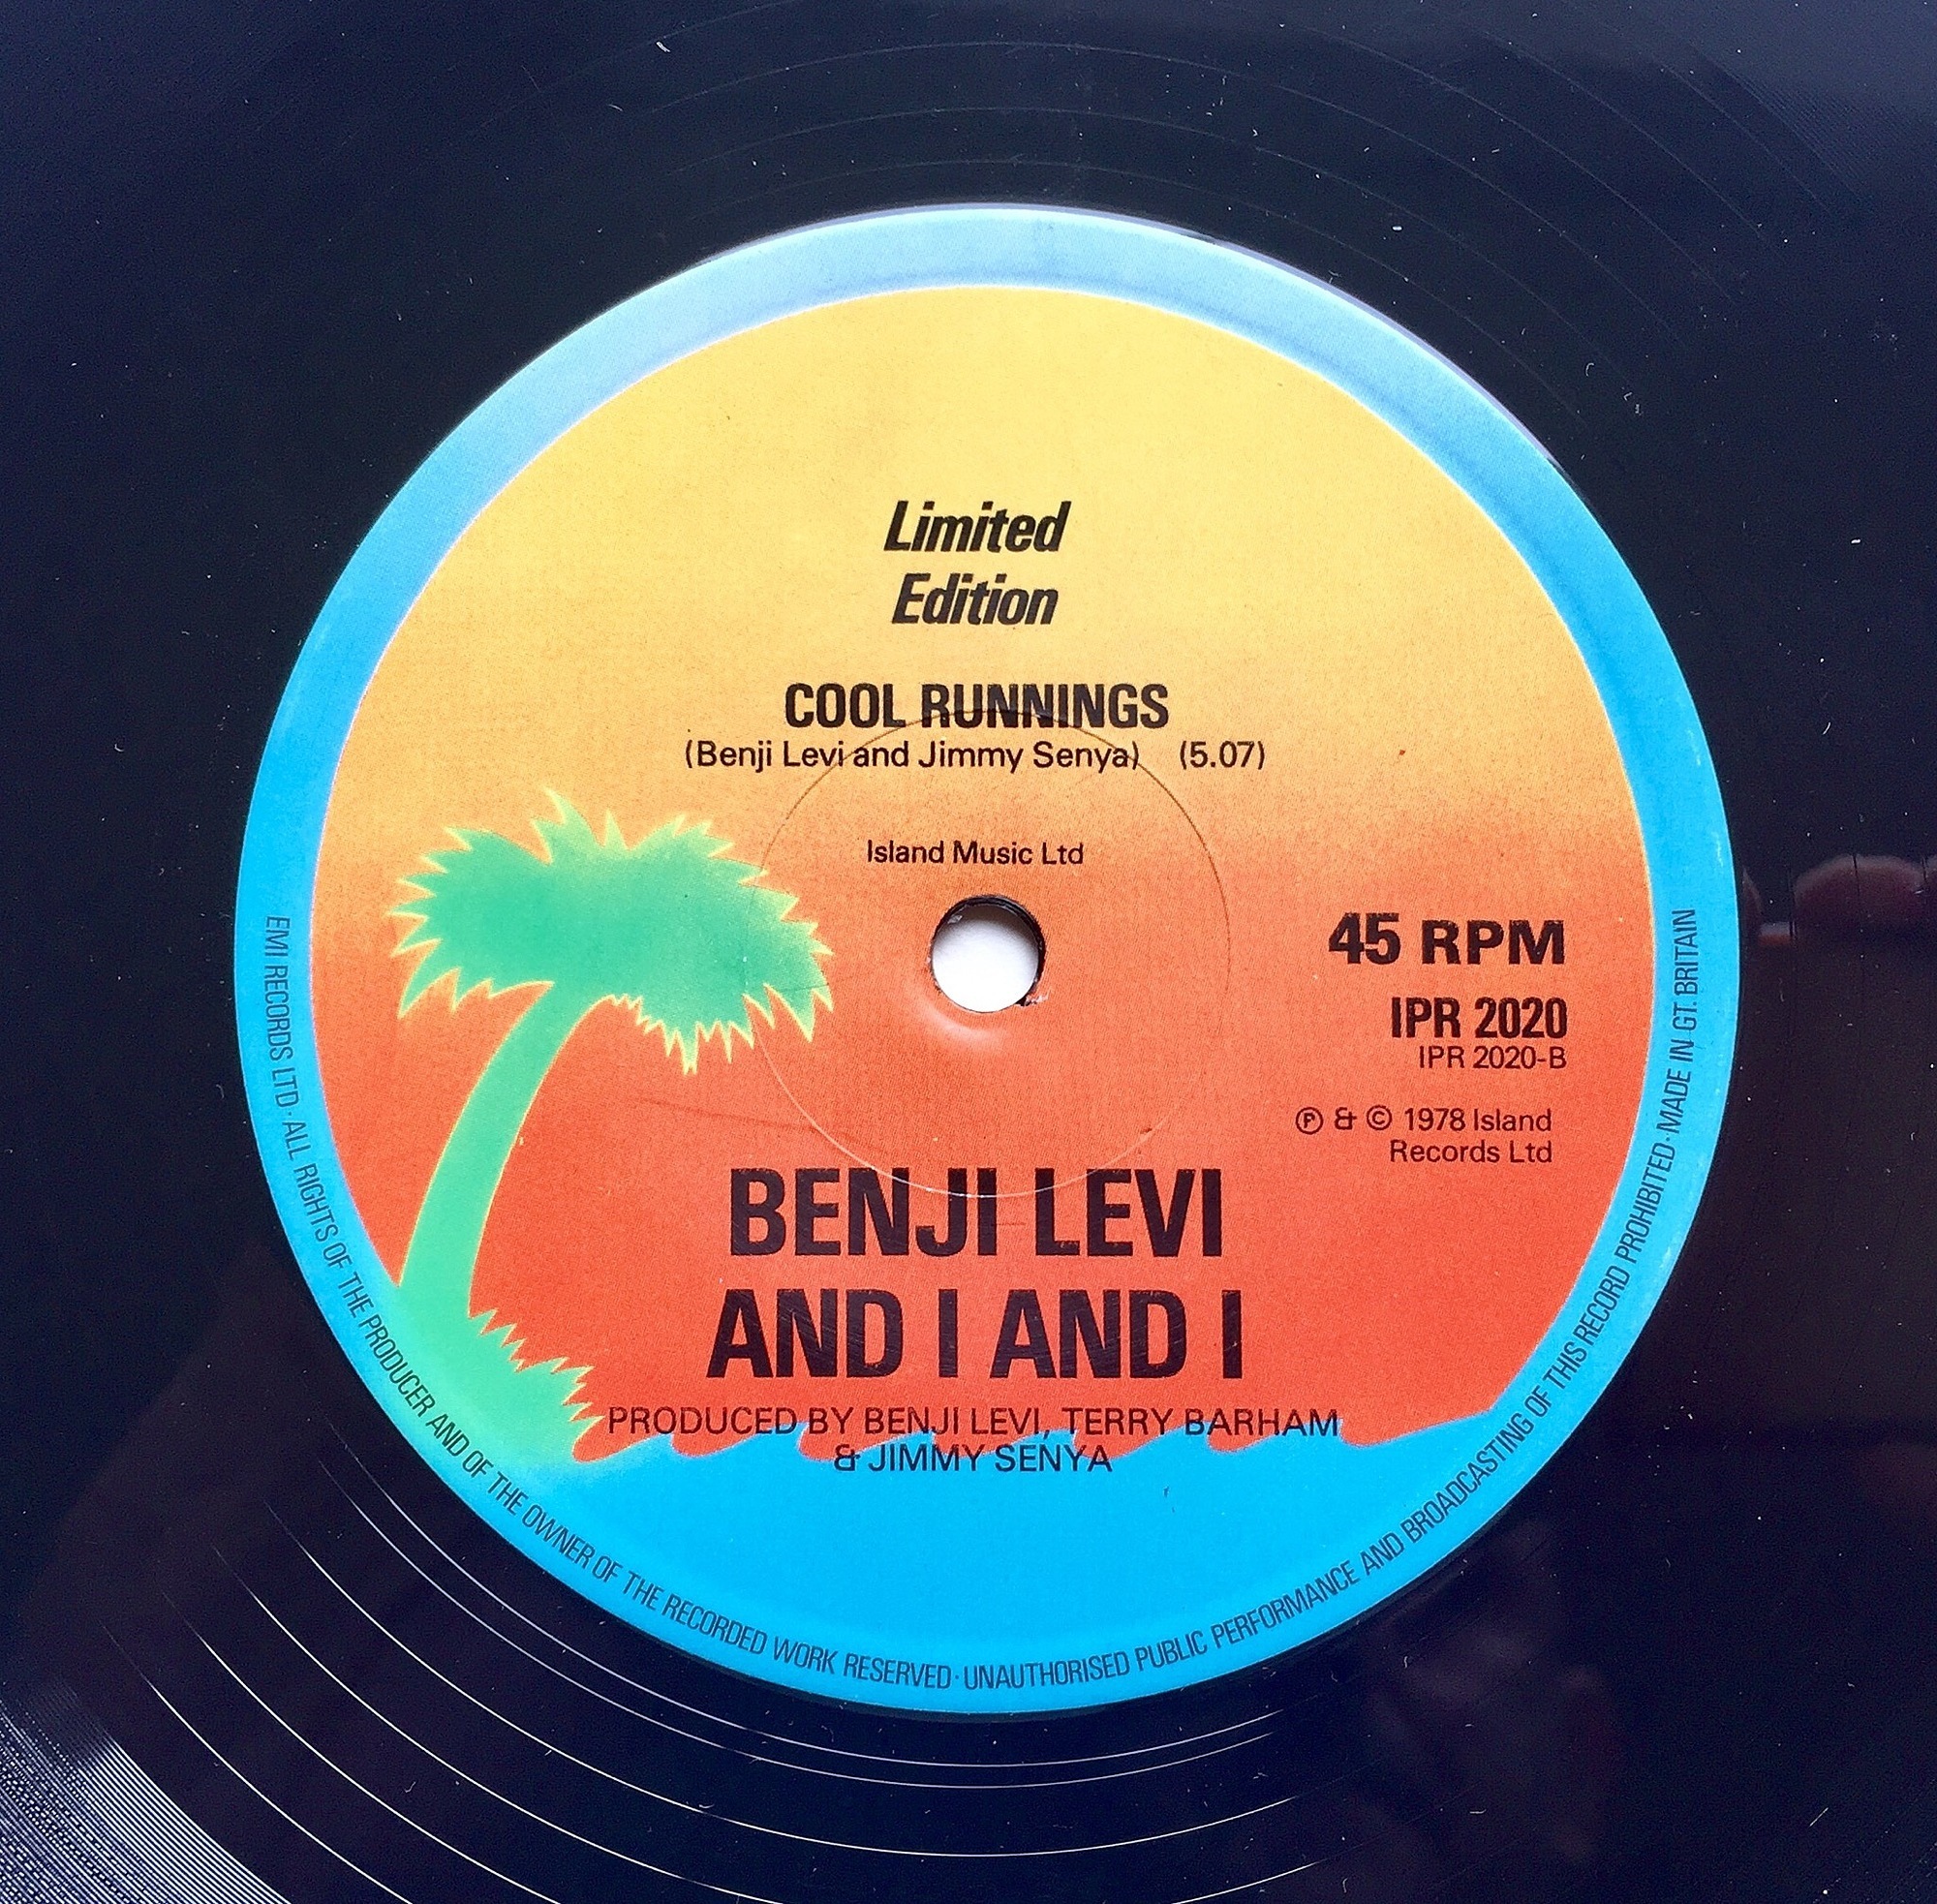 Limited
Edition
COOL RUNNINGS
(Benji Levi and Jimmy Senya) (5.07)
Island Music Ltd
45 RPM
IPR 2020
IPR 2020-B
Ⓟ & © 1978 Island
Records Ltd
BENJI LEVI
AND I AND I
PRODUCED BY BENJI LEVI, TERRY BARHAM
& JIMMY SENYA
EMI RECORDS LTD · ALL RIGHTS OF THE PRODUCER AND OF THE OWNER OF THE RECORDED WORK RESERVED · UNAUTHORISED PUBLIC PERFORMANCE AND BROADCASTING OF THIS RECORD PROHIBITED · MADE IN GT. BRITAIN